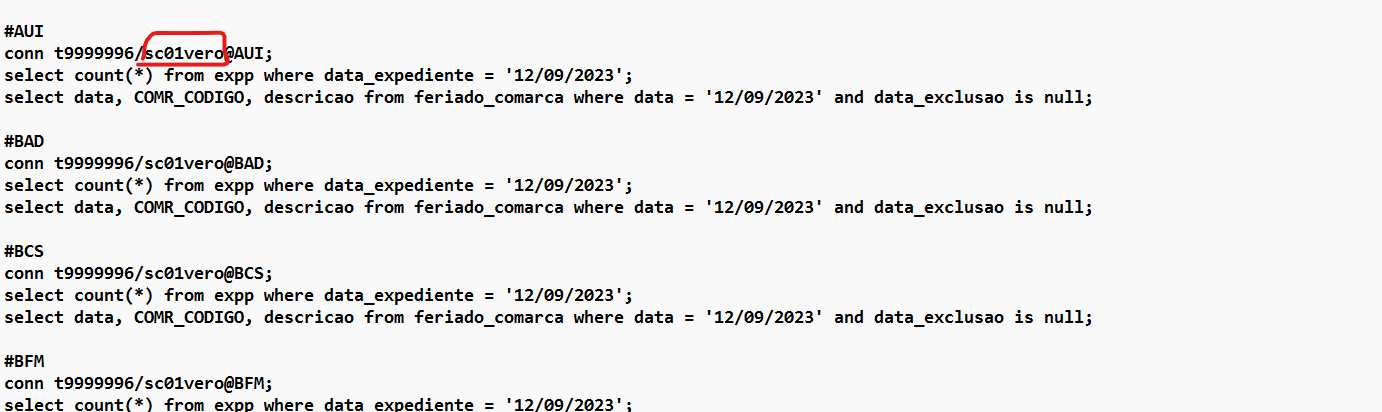 #AUI
conn t9999996/sc01vero@AUI;
select count(*) from expp where data_expediente = '12/09/2023';
select data, COMR_CODIGO, descricao from feriado_comarca where data = '12/09/2023' and data_exclusao is null;
#BAD
conn t9999996/sc01vero@BAD;
select count(*) from expp where data_expediente = '12/09/2023';
select data, COMR_CODIGO, descricao from feriado_comarca where data = '12/09/2023' and data_exclusao is null;
#BCS
conn t9999996/sc01vero@BCS;
select count(*) from expp where data_expediente = '12/09/2023';
select data, COMR_CODIGO, descricao from feriado_comarca where data = '12/09/2023' and data_exclusao is null;
#BFM
conn t9999996/sc01vero@BFM;
select count(*) from expp where data_expediente = '12/09/2023';